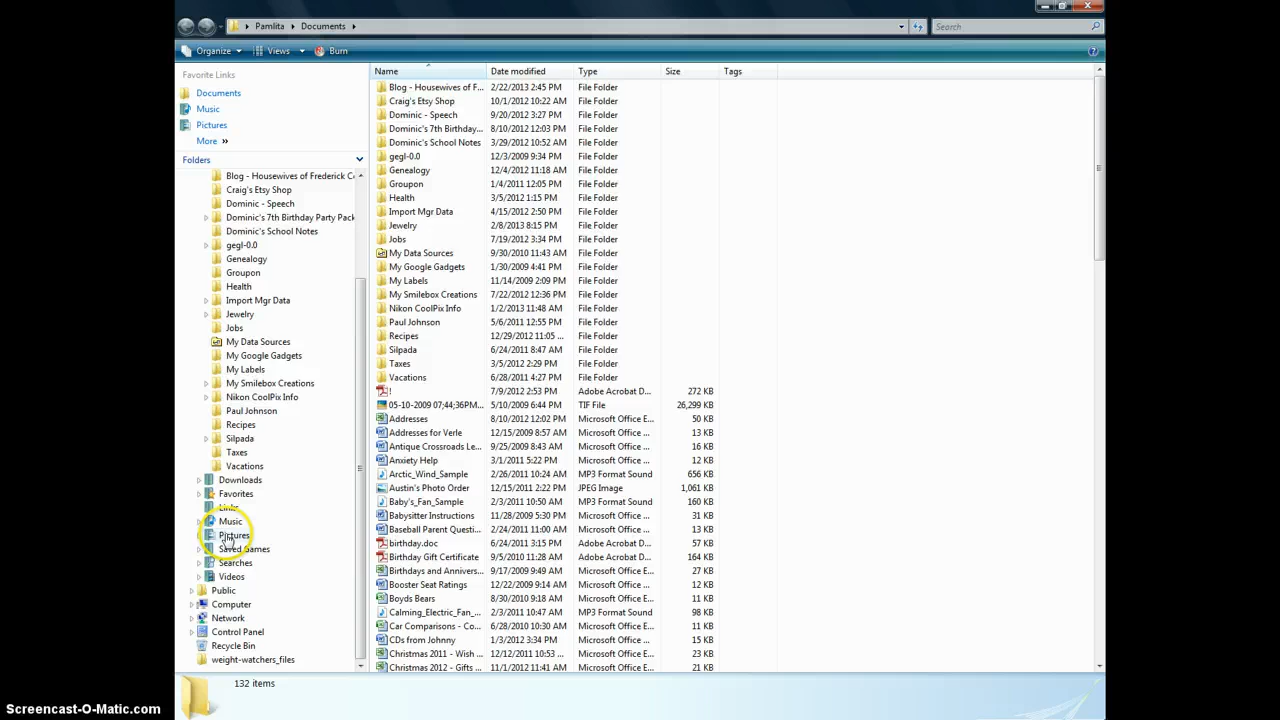 Pamlita Documents Search
Organize Views Burn
Favorite Links
Documents
Music
Pictures
More »
Folders
Blog - Housewives of Frederick C
Craig's Etsy Shop
Dominic - Speech
Dominic's 7th Birthday Party Pack
Dominic's School Notes
gegl-0.0
Genealogy
Groupon
Health
Import Mgr Data
Jewelry
Jobs
My Data Sources
My Google Gadgets
My Labels
My Smilebox Creations
Nikon CoolPix Info
Paul Johnson
Recipes
Silpada
Taxes
Vacations
Downloads
Favorites
Links
Music
Pictures
Saved Games
Searches
Videos
Public
Computer
Network
Control Panel
Recycle Bin
weight-watchers_files
Name Date modified Type Size Tags
Blog - Housewives of F... 2/22/2013 2:45 PM File Folder
Craig's Etsy Shop 10/1/2012 10:22 AM File Folder
Dominic - Speech 9/20/2012 3:27 PM File Folder
Dominic's 7th Birthday... 8/10/2012 12:03 PM File Folder
Dominic's School Notes 3/29/2012 10:52 AM File Folder
gegl-0.0 12/3/2009 9:34 PM File Folder
Genealogy 12/4/2012 11:18 AM File Folder
Groupon 1/4/2011 12:05 PM File Folder
Health 3/5/2012 1:15 PM File Folder
Import Mgr Data 4/15/2012 2:50 PM File Folder
Jewelry 2/8/2013 8:15 PM File Folder
Jobs 7/19/2012 3:34 PM File Folder
My Data Sources 9/30/2010 11:43 AM File Folder
My Google Gadgets 1/30/2009 4:41 PM File Folder
My Labels 11/14/2009 2:09 PM File Folder
My Smilebox Creations 7/22/2012 12:36 PM File Folder
Nikon CoolPix Info 1/2/2013 11:48 AM File Folder
Paul Johnson 5/6/2011 12:55 PM File Folder
Recipes 12/29/2012 11:05 ... File Folder
Silpada 6/24/2011 8:47 AM File Folder
Taxes 3/5/2012 2:29 PM File Folder
Vacations 6/28/2011 4:27 PM File Folder
! 7/9/2012 2:53 PM Adobe Acrobat D... 272 KB
05-10-2009 07;44;36PM... 5/10/2009 6:44 PM TIF File 26,299 KB
Addresses 8/10/2012 12:02 PM Microsoft Office E... 50 KB
Addresses for Verle 12/15/2009 8:57 AM Microsoft Office ... 13 KB
Antique Crossroads Le... 9/25/2009 8:43 AM Microsoft Office ... 16 KB
Anxiety Help 3/1/2011 5:22 PM Microsoft Office ... 13 KB
Arctic_Wind_Sample 2/26/2011 10:24 AM MP3 Format Sound 656 KB
Austin's Photo Order 12/15/2011 2:22 PM JPEG Image 1,061 KB
Baby's_Fan_Sample 2/3/2011 10:50 AM MP3 Format Sound 160 KB
Babysitter Instructions 11/28/2009 5:15 PM Microsoft Office ... 31 KB
Baseball Parent Questi... 2/24/2011 11:00 AM Microsoft Office ... 13 KB
birthday.doc 2/24/2011 3:15 PM Adobe Acrobat D... 57 KB
Birthday Gift Certificate 9/5/2010 11:28 AM Adobe Acrobat D... 164 KB
Birthdays and Annivers... 9/17/2009 9:49 AM Microsoft Office E... 27 KB
Booster Seat Ratings 12/22/2009 9:14 AM Microsoft Office E... 12 KB
Boyds Bears 8/30/2010 9:18 AM Microsoft Office E... 11 KB
Calming_Electric_Fan_... 2/3/2011 10:47 AM MP3 Format Sound 98 KB
Car Comparisons - Co... 6/28/2010 10:30 AM Microsoft Office E... 11 KB
CDs from Johnny 1/3/2012 3:34 PM Microsoft Office ... 15 KB
Christmas 2011 - Wish ... 12/12/2011 10:53 ... Microsoft Office E... 23 KB
Christmas 2012 - Gifts ... 11/1/2012 11:41 AM Microsoft Office E... 21 KB
132 items
Screencast-O-Matic.com